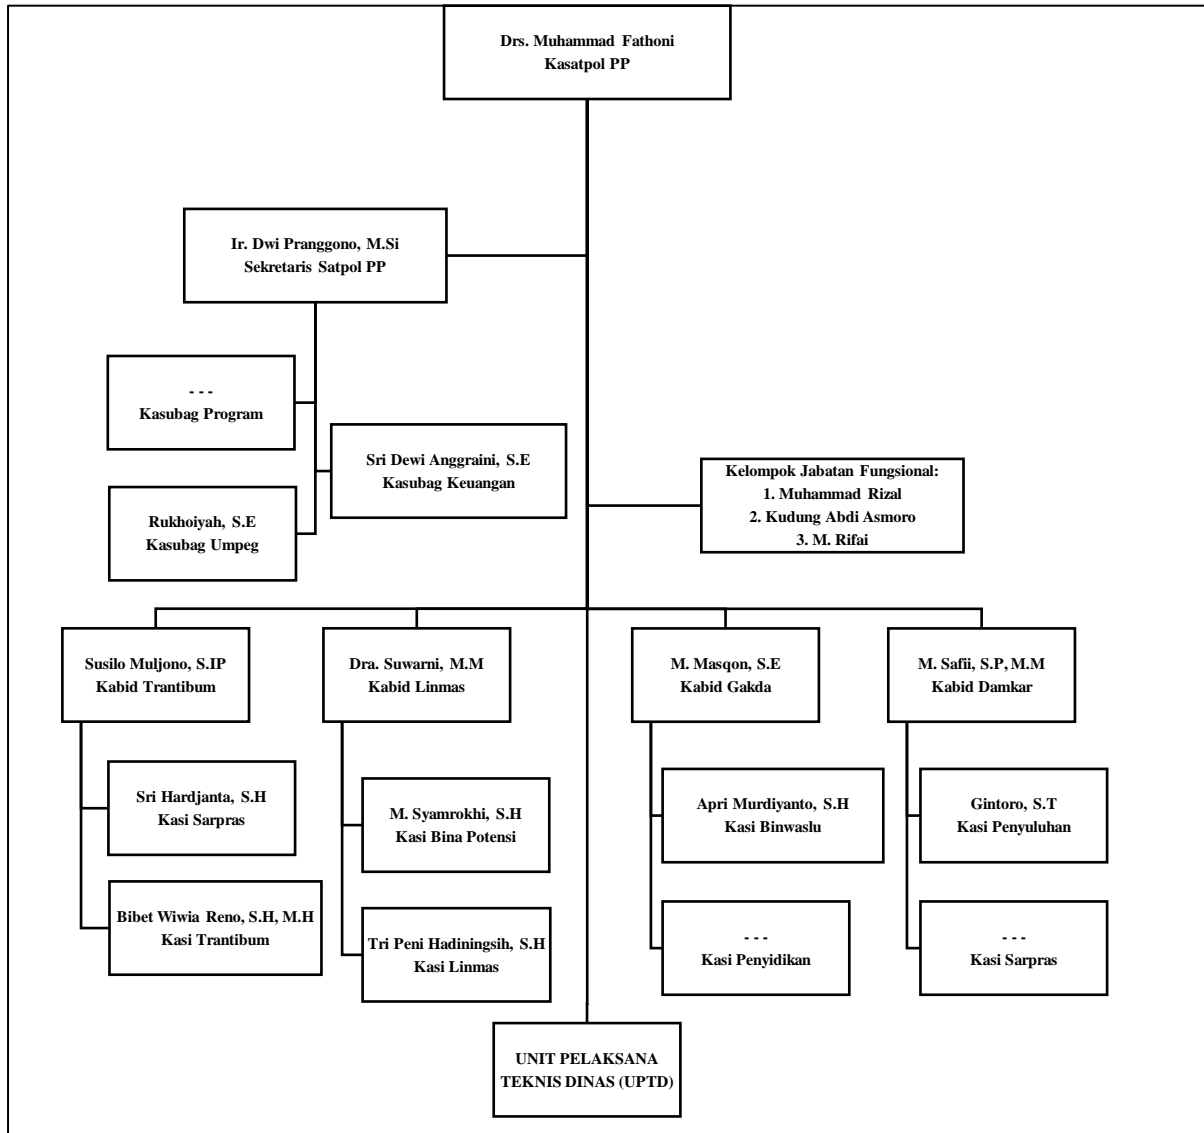 Drs. Muhammad Fathoni
Kasatpol PP
Ir. Dwi Pranggono, M.Si
Sekretaris Satpol PP
- - -
Kasubag Program
Sri Dewi Anggraini, S.E
Kasubag Keuangan
Rukhoiyah, S.E
Kasubag Umpeg
Kelompok Jabatan Fungsional:
1. Muhammad Rizal
2. Kudung Abdi Asmoro
3. M. Rifai
Susilo Muljono, S.IP
Kabid Trantibum
Dra. Suwarni, M.M
Kabid Linmas
M. Masqon, S.E
Kabid Gakda
M. Safii, S.P, M.M
Kabid Damkar
Sri Hardjanta, S.H
Kasi Sarpras
M. Syamrokhi, S.H
Kasi Bina Potensi
Apri Murdiyanto, S.H
Kasi Binwaslu
Gintoro, S.T
Kasi Penyuluhan
Bibet Wiwia Reno, S.H, M.H
Kasi Trantibum
Tri Peni Hadiningsih, S.H
Kasi Linmas
- - -
Kasi Penyidikan
- - -
Kasi Sarpras
UNIT PELAKSANA
TEKNIS DINAS (UPTD)